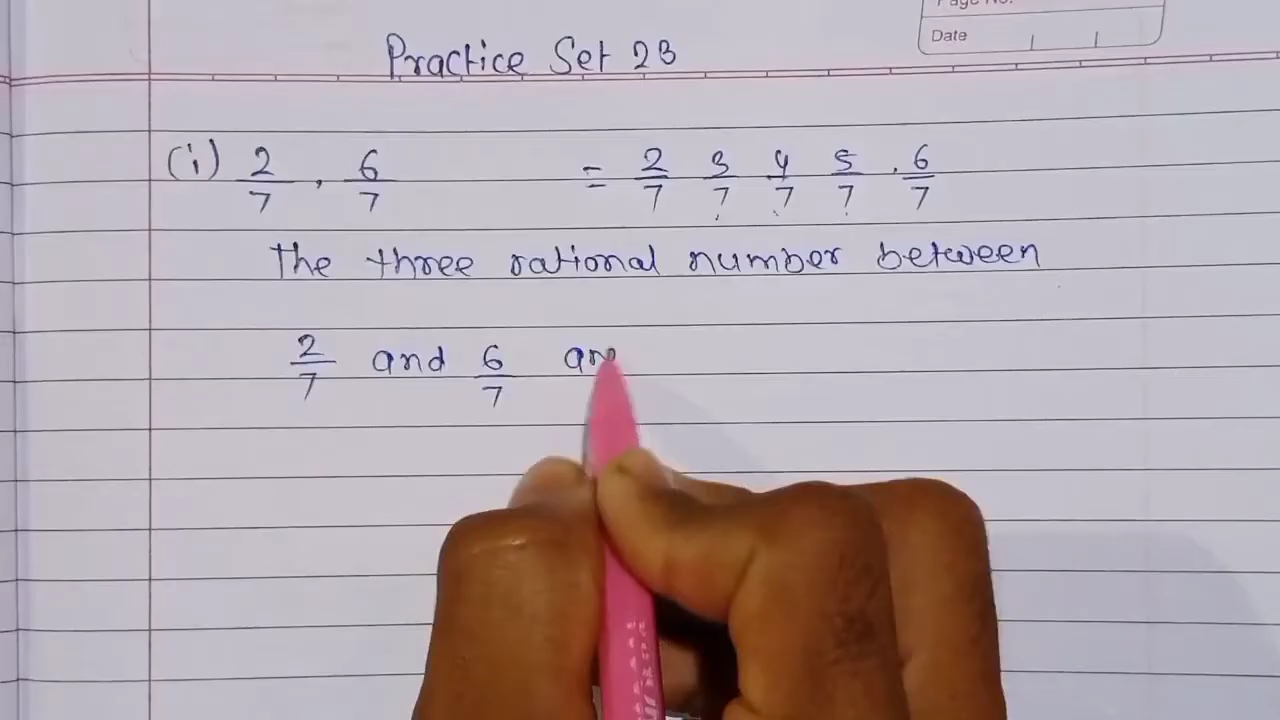 Date
Practice Set 2B
(i) 2/7 , 6/7 = 2/7 3/7 4/7 5/7 . 6/7
The three rational number between
2/7 and 6/7